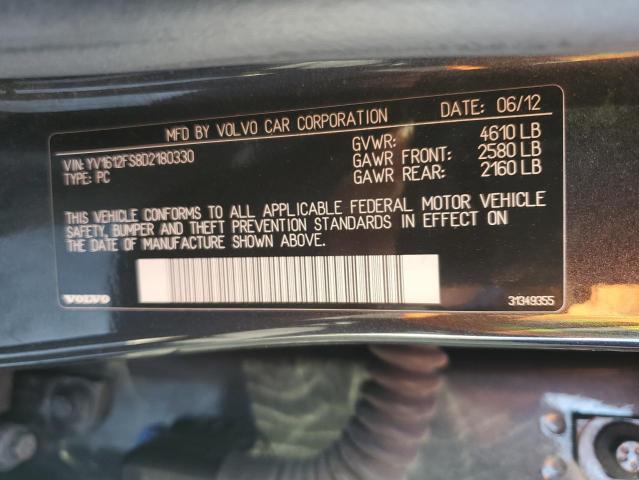 MFD BY VOLVO CAR CORPORATION DATE: 06/12
VIN: YV1612FS8D2180330 GVWR: 4610 LB
TYPE: PC GAWR FRONT: 2580 LB
GAWR REAR: 2160 LB
THIS VEHICLE CONFORMS TO ALL APPLICABLE FEDERAL MOTOR VEHICLE
SAFETY, BUMPER AND THEFT PREVENTION STANDARDS IN EFFECT ON
THE DATE OF MANUFACTURE SHOWN ABOVE.
VOLVO 31349355